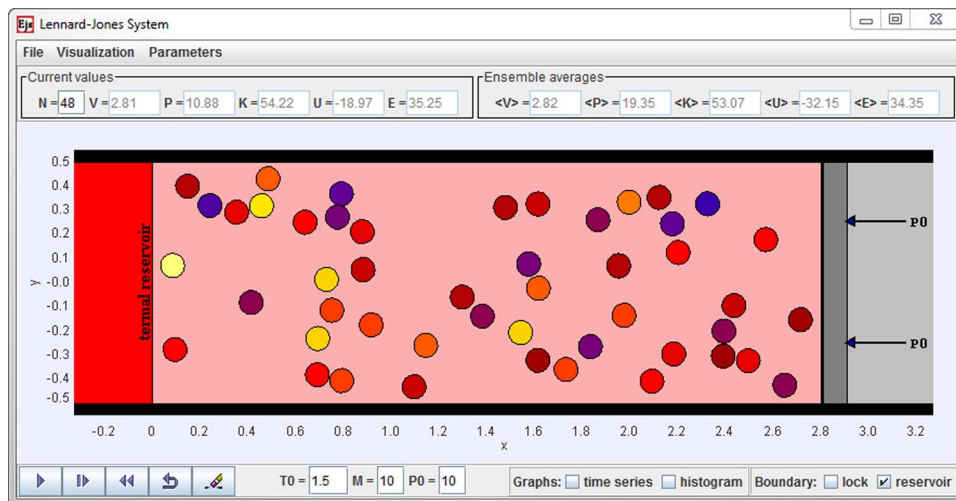 Ejs Lennard-Jones System
File Visualization Parameters
Current values
N = 48 V = 2.81 P = 10.88 K = 54.22 U = -18.97 E = 35.25
Ensemble averages
<V> = 2.82 <P> = 19.35 <K> = 53.07 <U> = -32.15 <E> = 34.35
0.5
0.4
0.3
0.2
0.1
-0.0
-0.1
-0.2
-0.3
-0.4
-0.5
y
termal reservoir
P0
P0
-0.2 0 0.2 0.4 0.6 0.8 1.0 1.2 1.4 1.6 1.8 2.0 2.2 2.4 2.6 2.8 3.0 3.2
x
T0 = 1.5 M = 10 P0 = 10 Graphs: time series histogram Boundary: lock reservoir